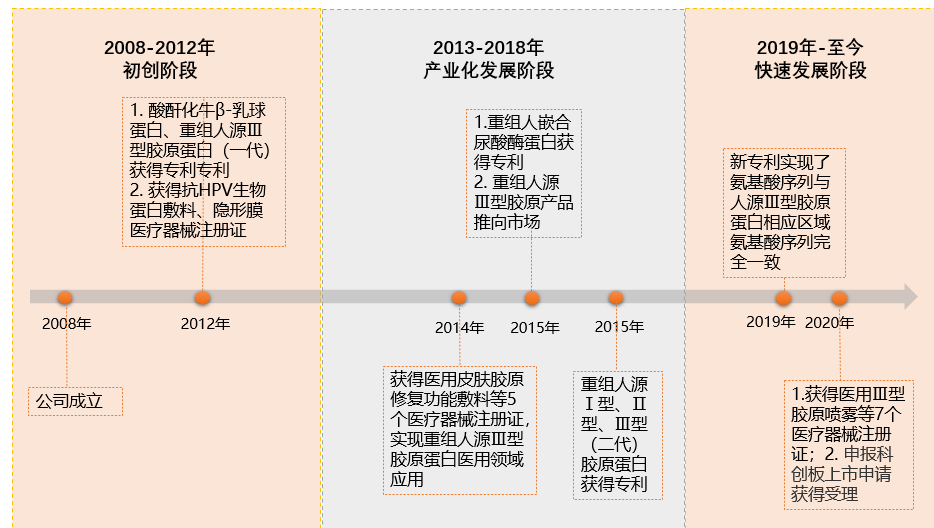 2008-2012年
初创阶段
2013-2018年
产业化发展阶段
2019年-至今
快速发展阶段
1. 酸酐化牛β-乳球
蛋白、重组人源Ⅲ
型胶原蛋白（一代）
获得专利专利
2. 获得抗HPV生物
蛋白敷料、隐形膜
医疗器械注册证
1.重组人嵌合
尿酸酶蛋白获
得专利
2. 重组人源
Ⅲ型胶原产品
推向市场
新专利实现了
氨基酸序列与
人源Ⅲ型胶原
蛋白相应区域
氨基酸序列完
全一致
2008年
2012年
2014年
2015年
2015年
2019年
2020年
公司成立
获得医用皮肤胶原
修复功能敷料等5
个医疗器械注册证，
实现重组人源Ⅲ型
胶原蛋白医用领域
应用
重组人源
Ⅰ型、Ⅱ
型、Ⅲ型
（二代）
胶原蛋白
获得专利
1.获得医用Ⅲ型
胶原喷雾等7个
医疗器械注册
证；2. 申报科
创板上市申请
获得受理